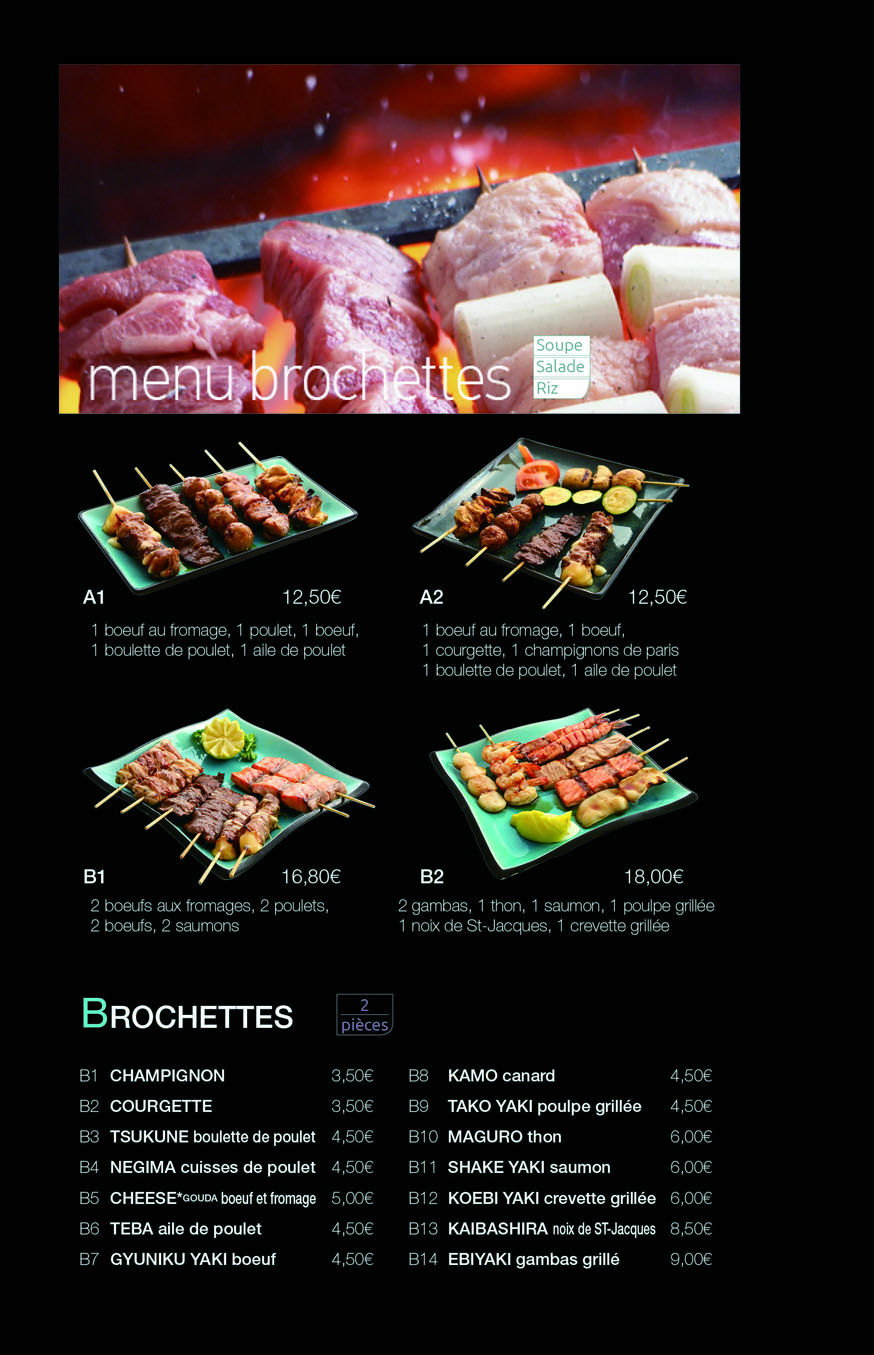 menu brochettes
Soupe
Salade
Riz
A1 12,50€
1 boeuf au fromage, 1 poulet, 1 boeuf,
1 boulette de poulet, 1 aile de poulet
A2 12,50€
1 boeuf au fromage, 1 boeuf,
1 courgette, 1 champignons de paris
1 boulette de poulet, 1 aile de poulet
B1 16,80€
2 boeufs aux fromages, 2 poulets,
2 boeufs, 2 saumons
B2 18,00€
2 gambas, 1 thon, 1 saumon, 1 poulpe grillée
1 noix de St-Jacques, 1 crevette grillée
BROCHETTES
2
pièces
B1 CHAMPIGNON 3,50€
B2 COURGETTE 3,50€
B3 TSUKUNE boulette de poulet 4,50€
B4 NEGIMA cuisses de poulet 4,50€
B5 CHEESE*GOUDA boeuf et fromage 5,00€
B6 TEBA aile de poulet 4,50€
B7 GYUNIKU YAKI boeuf 4,50€
B8 KAMO canard 4,50€
B9 TAKO YAKI poulpe grillée 4,50€
B10 MAGURO thon 6,00€
B11 SHAKE YAKI saumon 6,00€
B12 KOEBI YAKI crevette grillée 6,00€
B13 KAIBASHIRA noix de ST-Jacques 8,50€
B14 EBIYAKI gambas grillé 9,00€